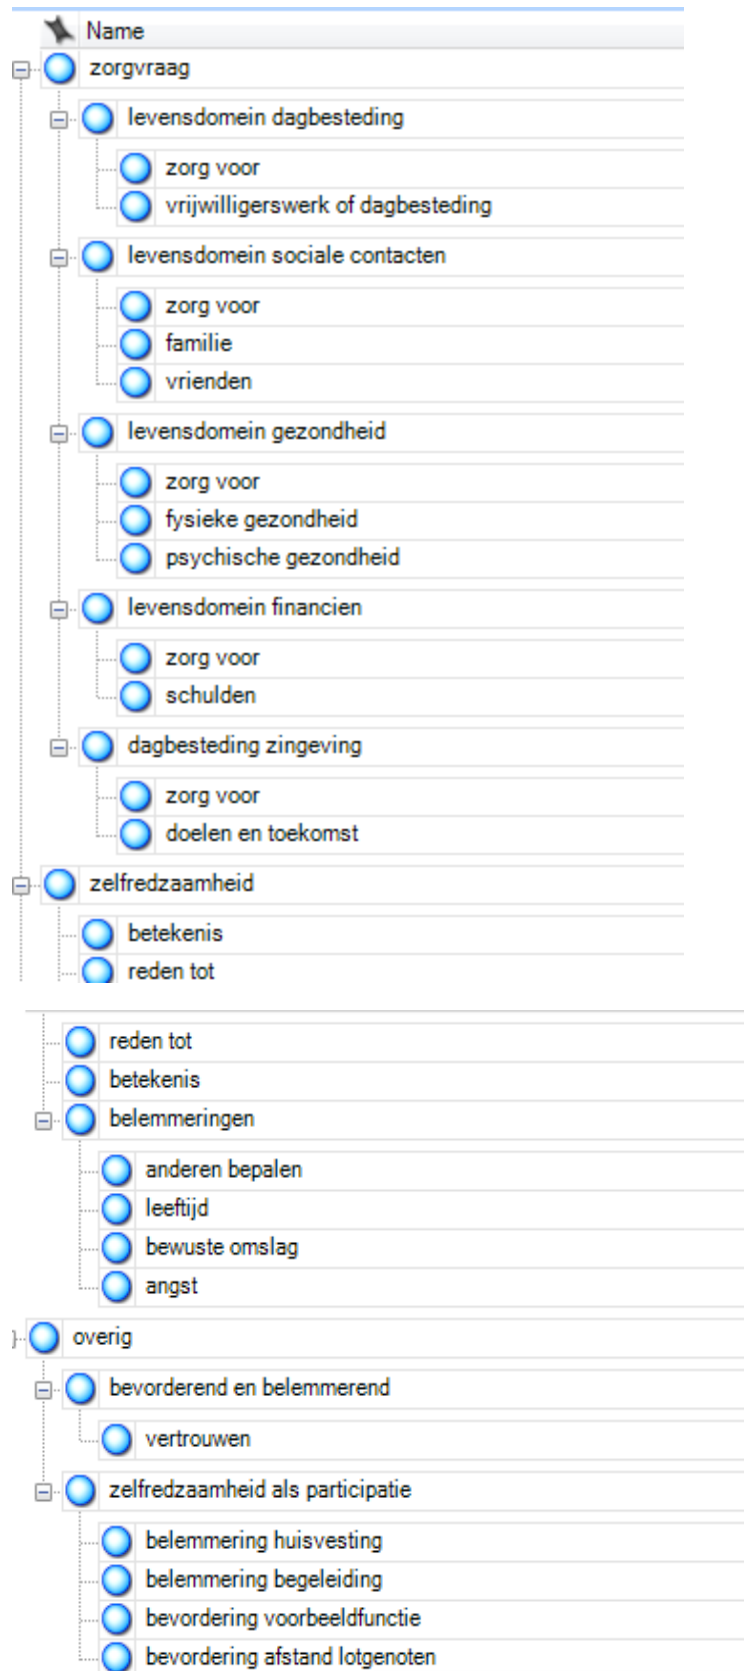 Name
zorgvraag
levensdomein dagbesteding
zorg voor
vrijwilligerswerk of dagbesteding
levensdomein sociale contacten
zorg voor
familie
vrienden
levensdomein gezondheid
zorg voor
fysieke gezondheid
psychische gezondheid
levensdomein financien
zorg voor
schulden
dagbesteding zingeving
zorg voor
doelen en toekomst
zelfredzaamheid
betekenis
reden tot
reden tot
betekenis
belemmeringen
anderen bepalen
leeftijd
bewuste omslag
angst
overig
bevorderend en belemmerend
vertrouwen
zelfredzaamheid als participatie
belemmering huisvesting
belemmering begeleiding
bevordering voorbeeldfunctie
bevordering afstand lotgenoten